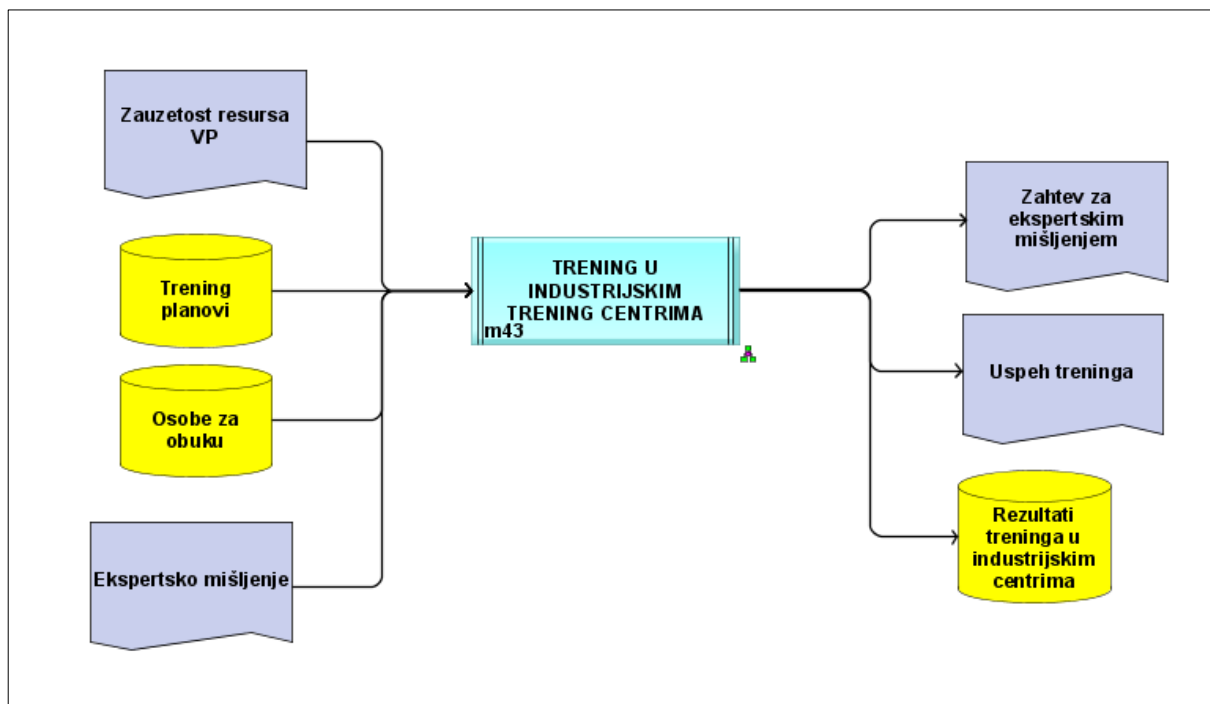 Zauzetost resursa
VP
Trening
planovi
Osobe za
obuku
Ekspertsko mišljenje
TRENING U
INDUSTRIJSKIM
TRENING CENTRIMA
m43
Zahtev za
ekspertskim
mišljenjem
Uspeh treninga
Rezultati
treninga u
industrijskim
centrima